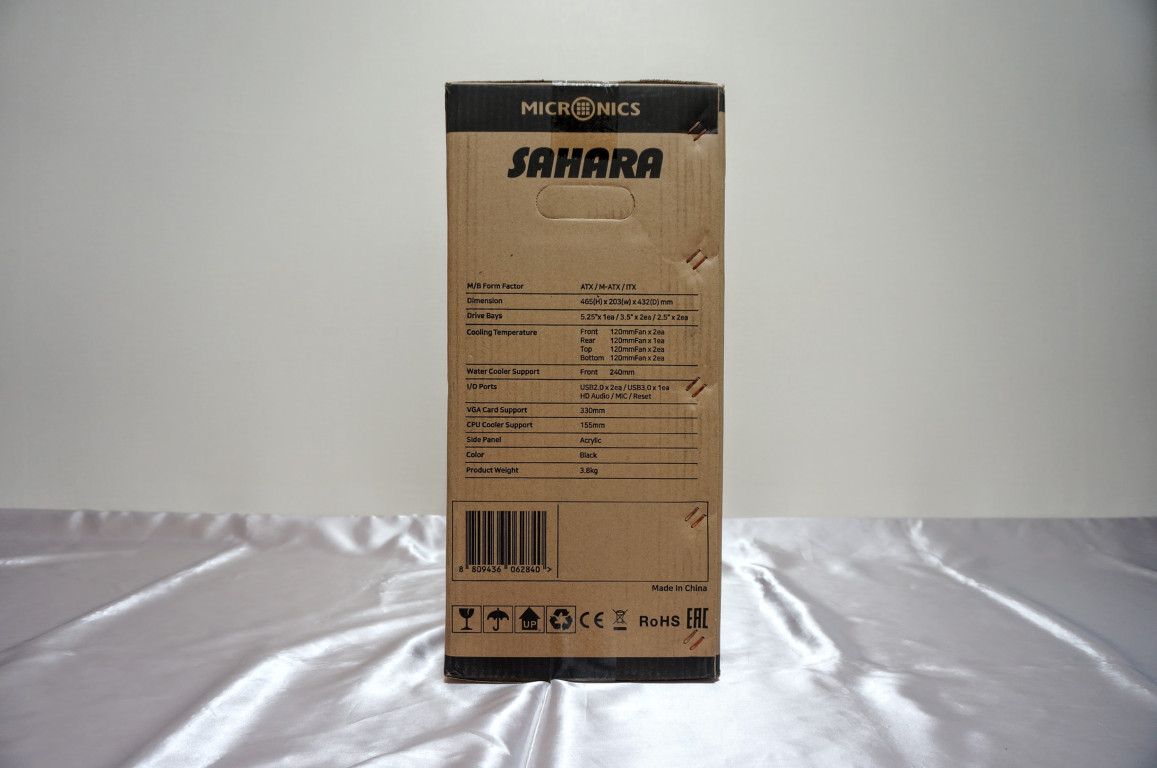 MICRONICS
SAHARA
M/B Form Factor ATX / M-ATX / ITX
Dimension 465(H) x 203(w) x 432(D) mm
Drive Bays 5.25"x 1ea / 3.5" x 2ea / 2.5" x 2ea
Cooling Temperature Front 120mmFan x 2ea
Rear 120mmFan x 1ea
Top 120mmFan x 2ea
Bottom 120mmFan x 2ea
Water Cooler Support Front 240mm
I/O Ports USB2.0 x 2ea / USB3.0 x 1ea
HD Audio / MIC / Reset
VGA Card Support 330mm
CPU Cooler Support 155mm
Side Panel Acrylic
Color Black
Product Weight 3.8kg
8 809436 062840 >
Made In China
UP CE RoHS EAC